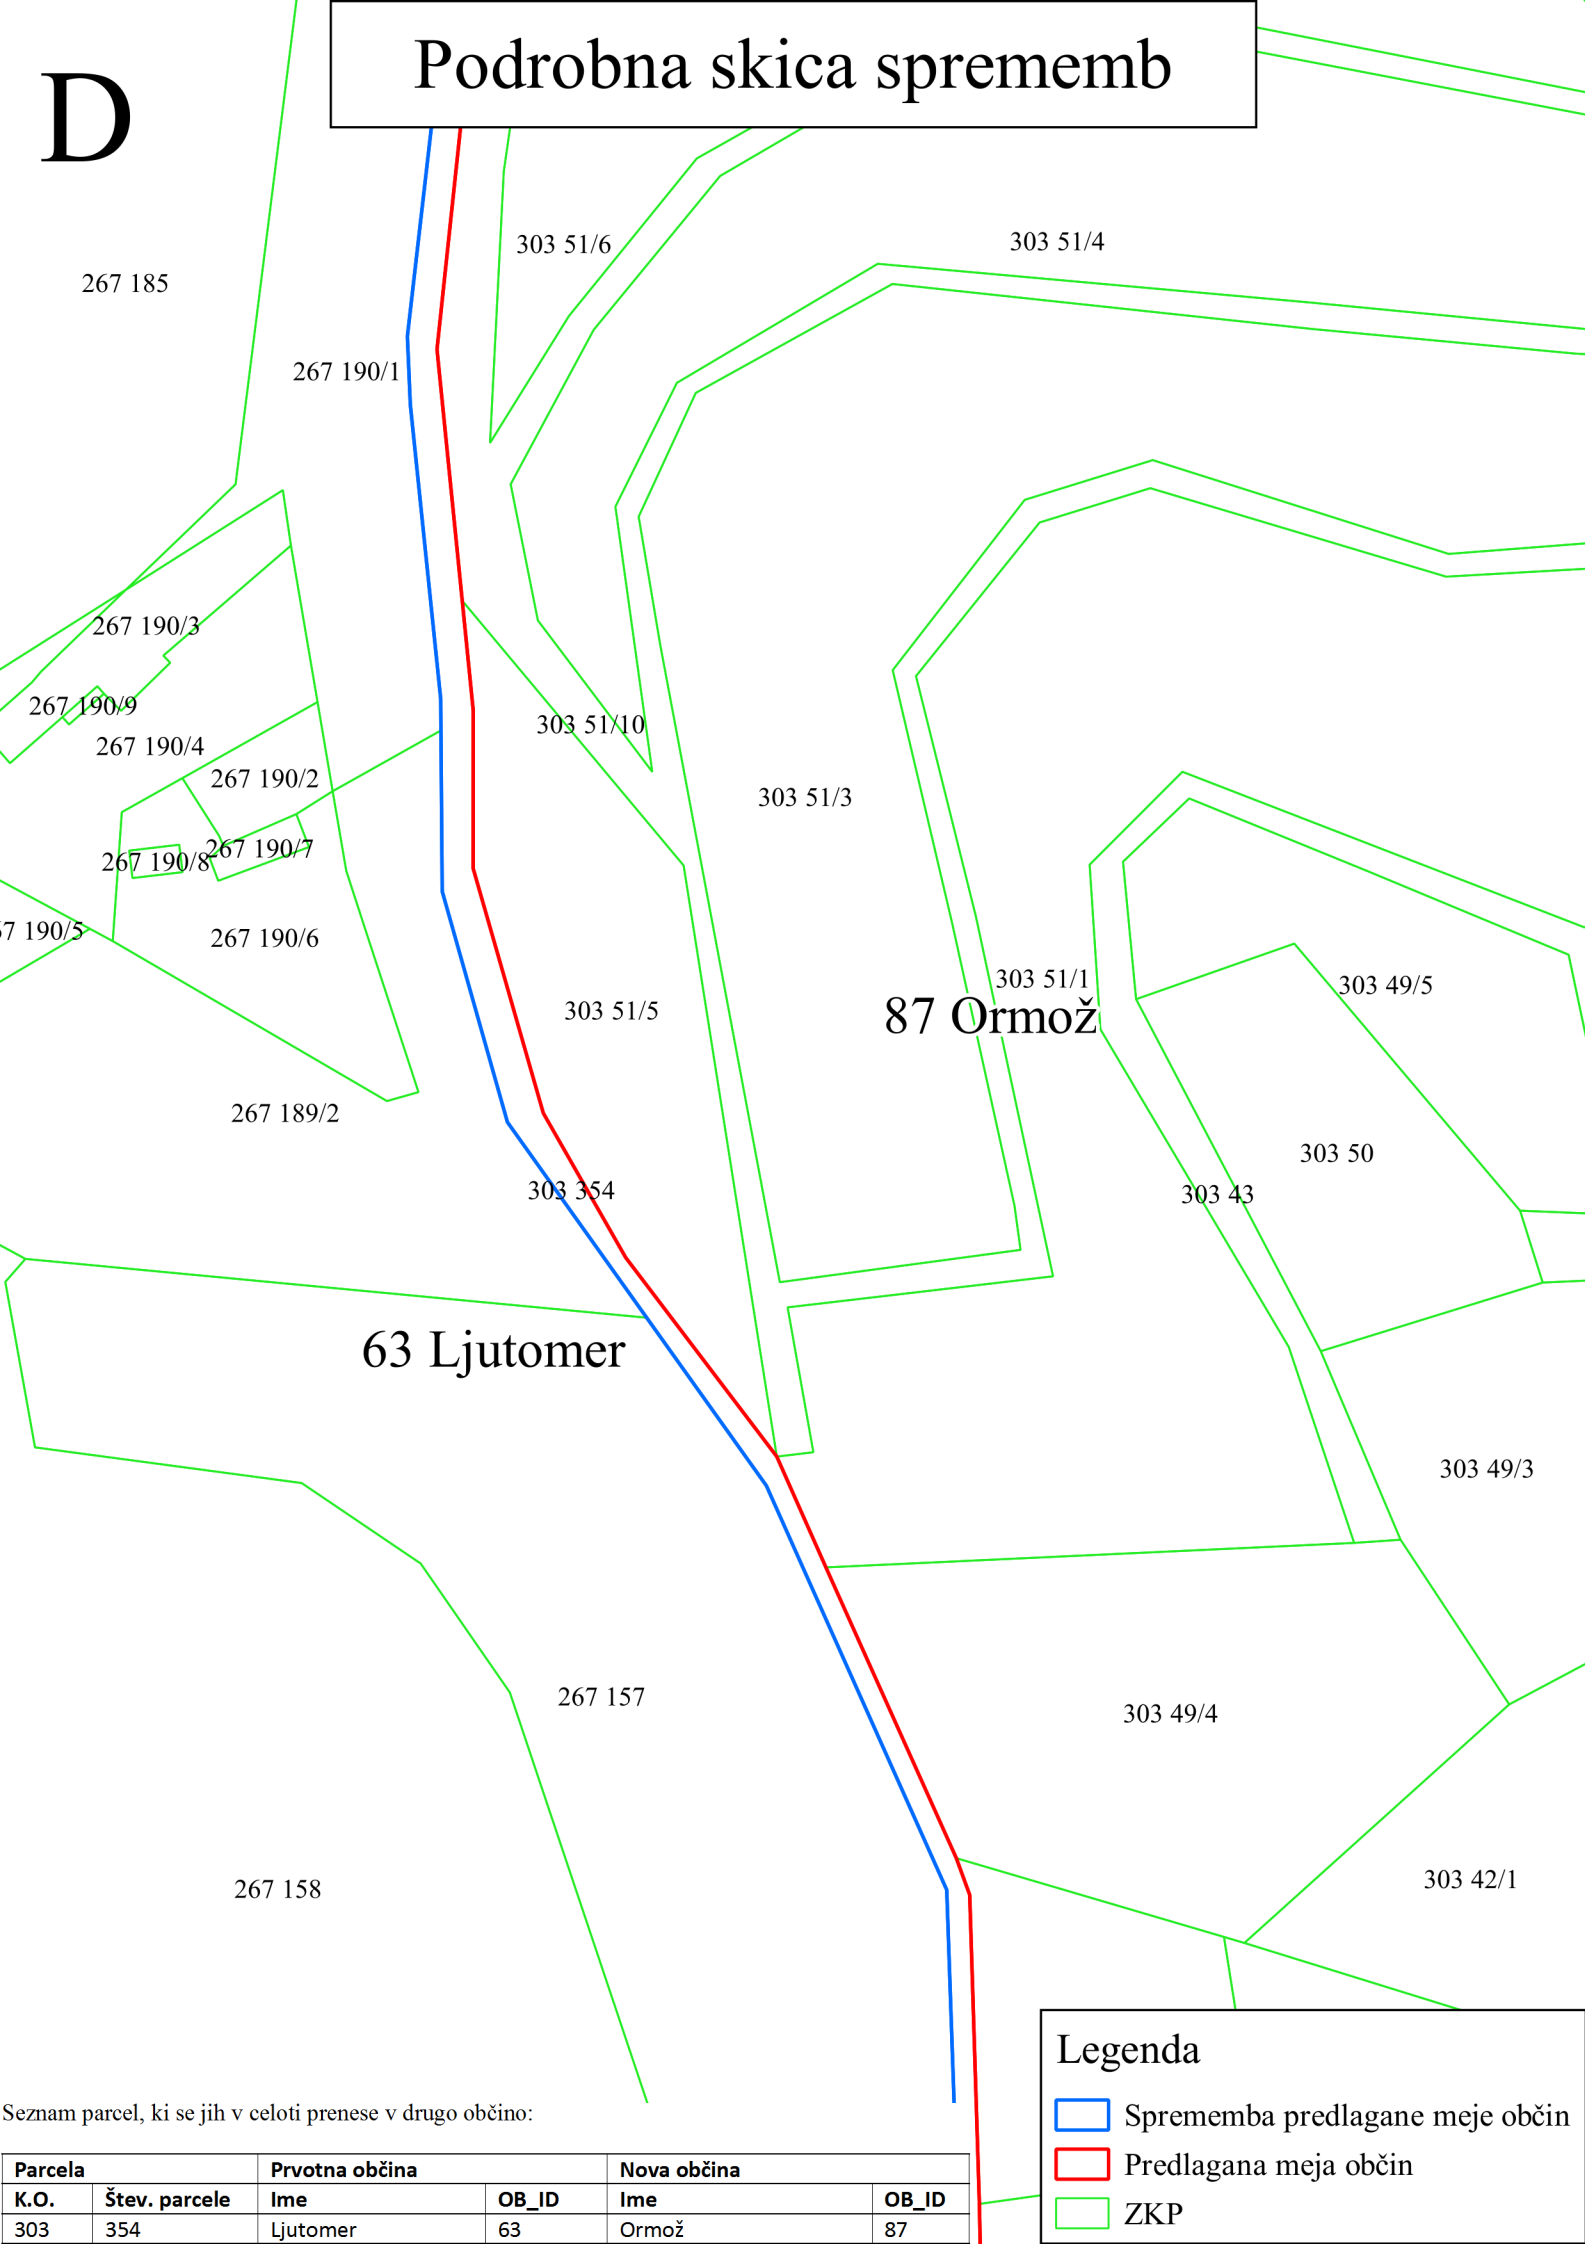 Podrobna skica sprememb
D
303 51/6
303 51/4
267 185
267 190/1
267 190/3
267 190/9
303 51/10
267 190/4
267 190/2
303 51/3
267 190/7
267 190/8
7 190/5
267 190/6
303 51/1
303 49/5
303 51/5
87 Ormož
267 189/2
303 50
303 354
303 43
63 Ljutomer
303 49/3
267 157
303 49/4
303 42/1
267 158
Legenda
Sprememba predlagane meje občin
Predlagana meja občin
ZKP
Seznam parcel, ki se jih v celoti prenese v drugo občino:
Parcela Prvotna občina Nova občina
K.O. Štev. parcele Ime OB_ID Ime OB_ID
303 354 Ljutomer 63 Ormož 87